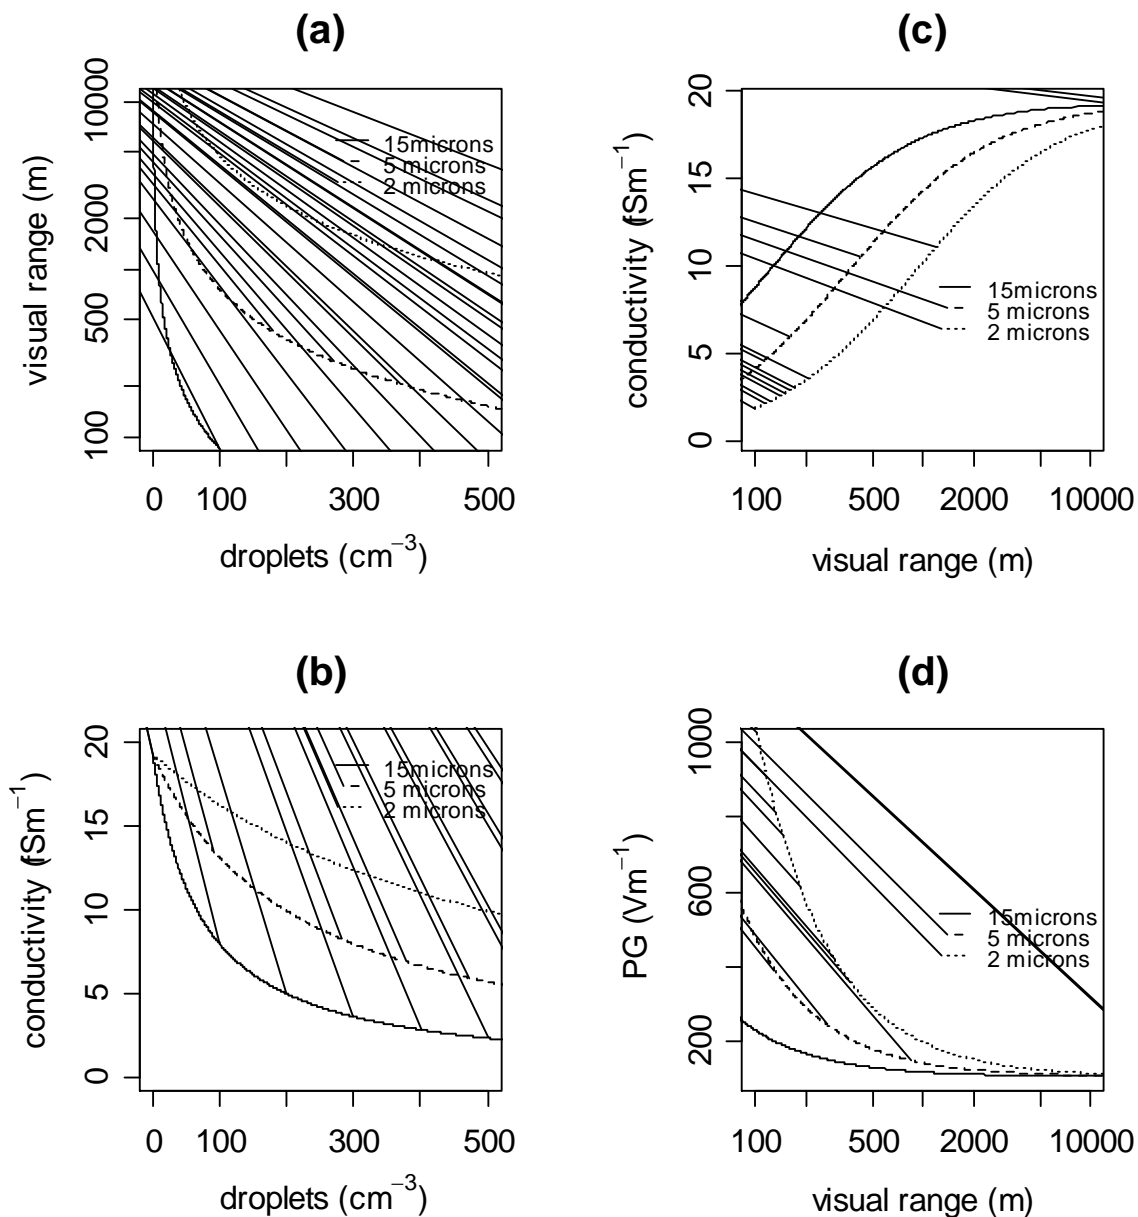 (a)
10000
2000
500
100
visual range (m)
15microns
5 microns
2 microns
0 100 300 500
droplets (cm−3)
(c)
20
15
10
5
0
conductivity (fSm−1)
15microns
5 microns
2 microns
100 500 2000 10000
visual range (m)
(b)
20
15
10
5
0
conductivity (fSm−1)
15microns
5 microns
2 microns
0 100 300 500
droplets (cm−3)
(d)
1000
600
200
PG (Vm−1)
15microns
5 microns
2 microns
100 500 2000 10000
visual range (m)